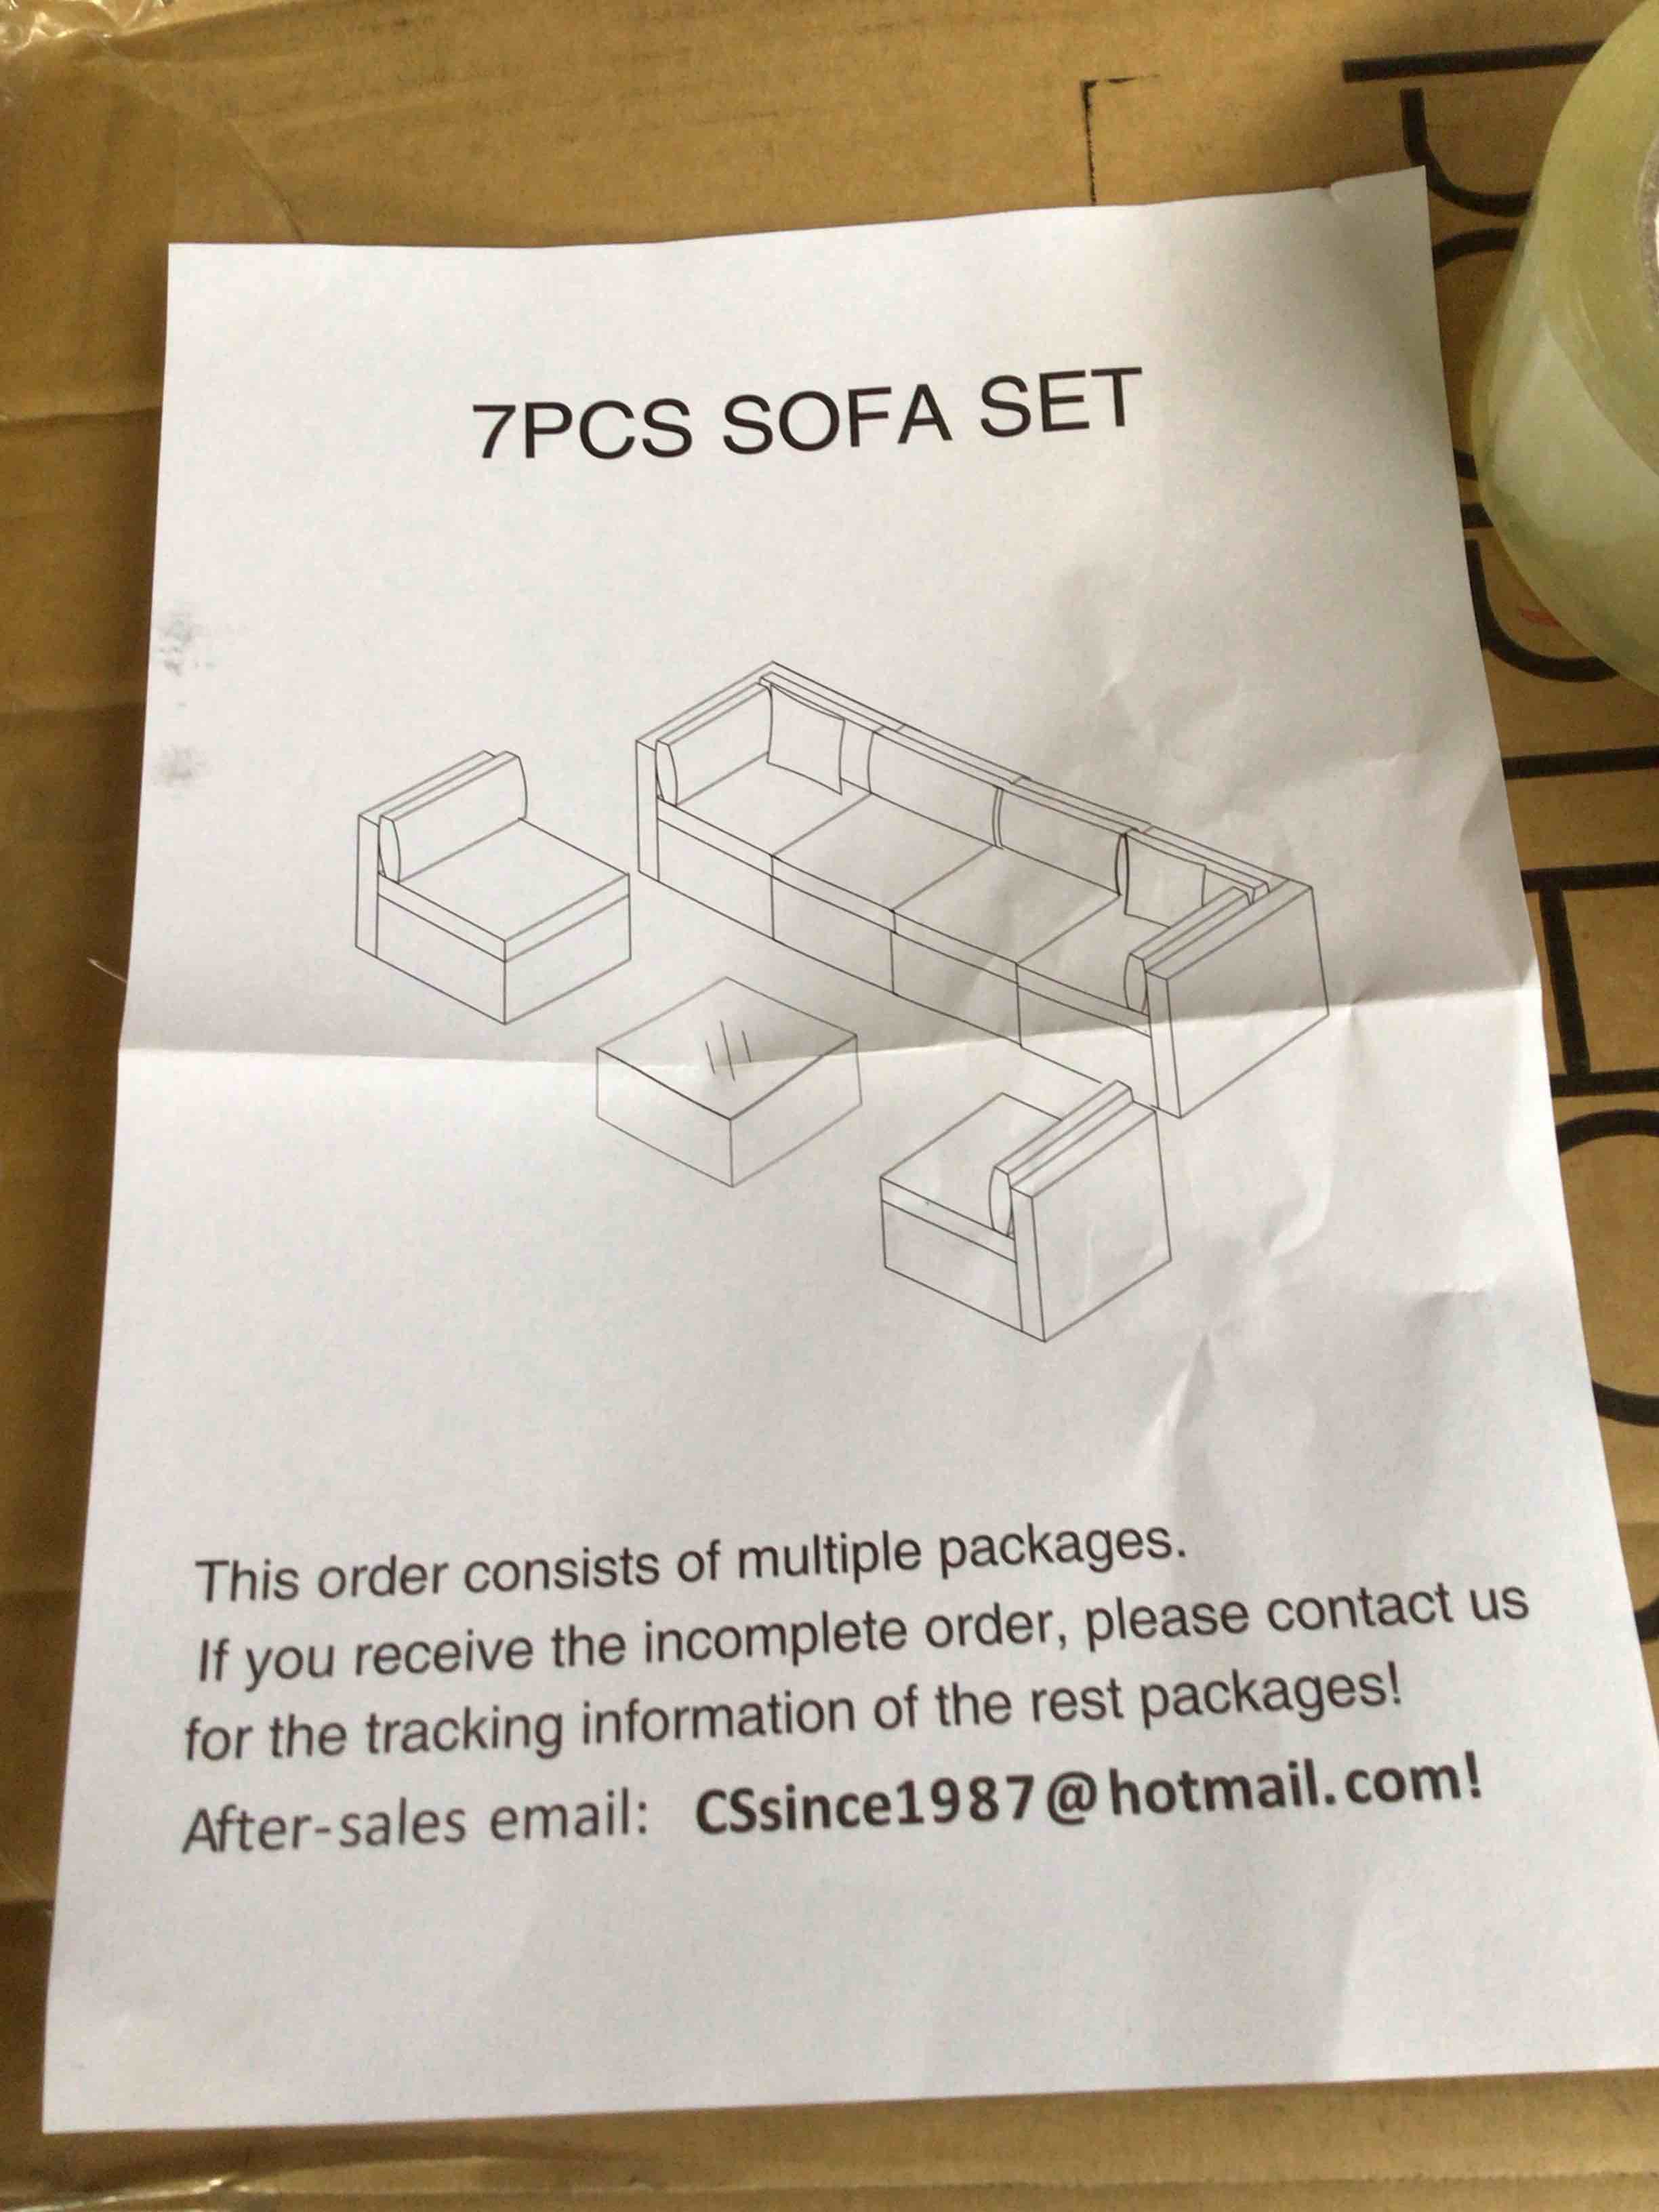 7PCS SOFA SET
This order consists of multiple packages.
If you receive the incomplete order, please contact us
for the tracking information of the rest packages!
After-sales email: CSsince1987@hotmail.com!